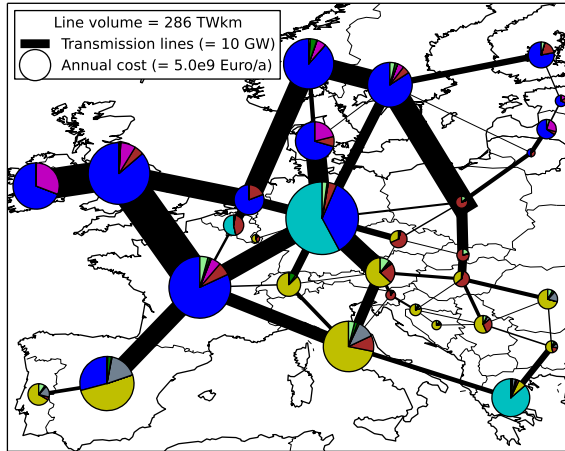 Line volume = 286 TWkm
Transmission lines (= 10 GW)
Annual cost (= 5.0e9 Euro/a)